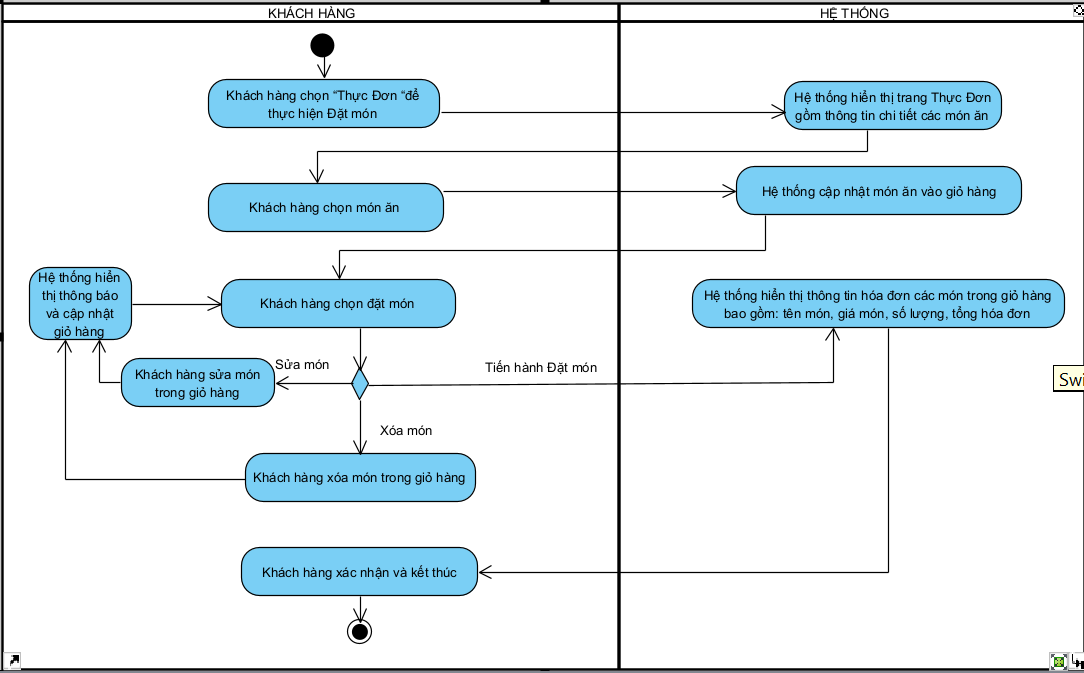 KHÁCH HÀNG
HỆ THỐNG
Khách hàng chọn “Thực Đơn “để
thực hiện Đặt món
Hệ thống hiển thị trang Thực Đơn
gồm thông tin chi tiết các món ăn
Khách hàng chọn món ăn
Hệ thống cập nhật món ăn vào giỏ hàng
Hệ thống hiển
thị thông báo
và cập nhật
giỏ hàng
Khách hàng chọn đặt món
Hệ thống hiển thị thông tin hóa đơn các món trong giỏ hàng
bao gồm: tên món, giá món, số lượng, tổng hóa đơn
Sửa món
Tiến hành Đặt món
Khách hàng sửa món
trong giỏ hàng
Swi
Xóa món
Khách hàng xóa món trong giỏ hàng
Khách hàng xác nhận và kết thúc